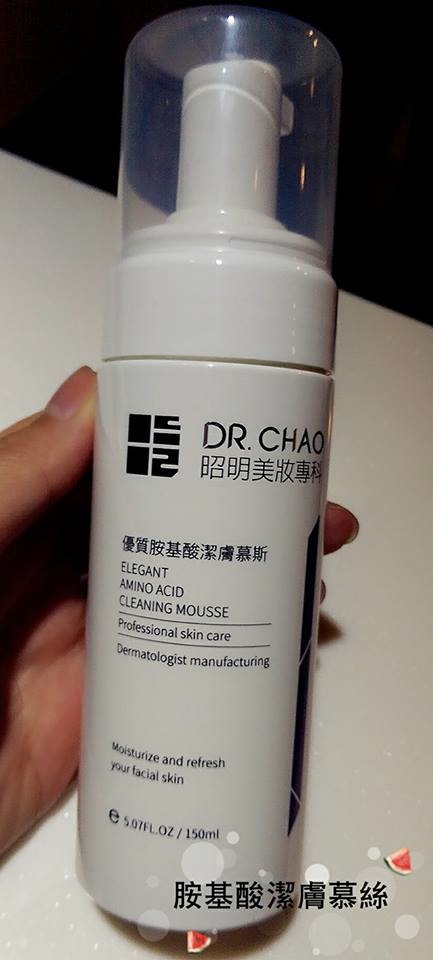 DR. CHAO
昭明美妝專科
優質胺基酸潔膚慕斯
ELEGANT
AMINO ACID
CLEANING MOUSSE
Professional skin care
Dermatologist manufacturing
Moisturize and refresh
your facial skin
e 5.07FL.OZ / 150ml
胺基酸潔膚慕絲